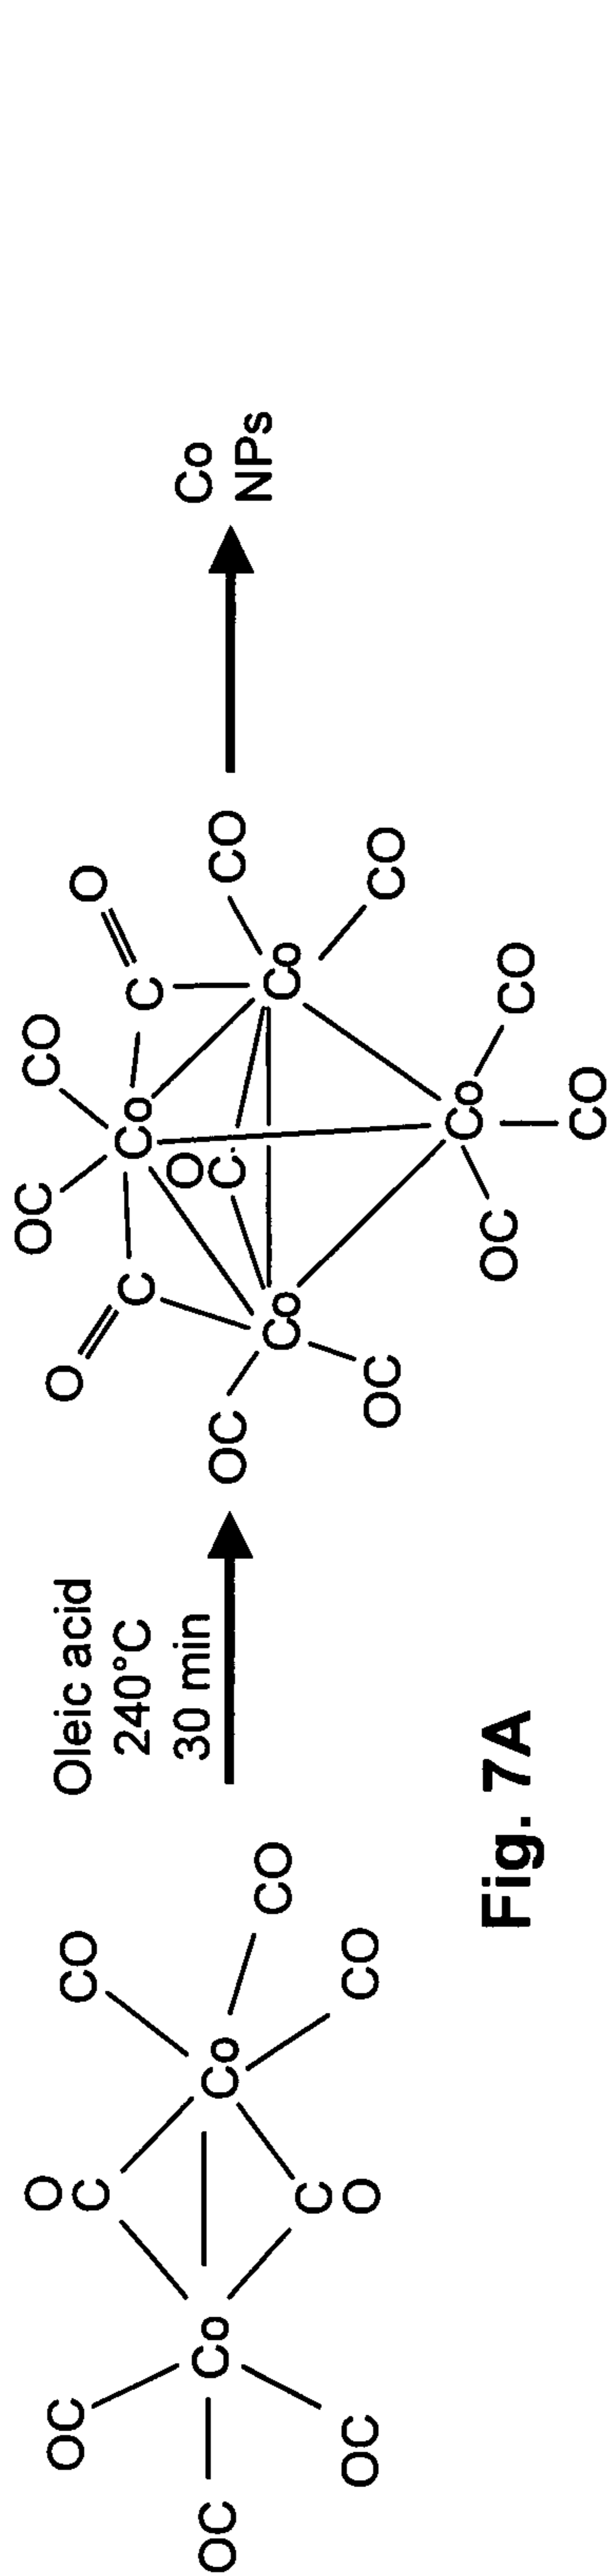 O
OC CO
C
OC Co Co CO
C
OC O CO
Oleic acid
240°C
30 min
OC CO
O O
C Co C
O
OC C CO
Co Co
OC CO
Co
OC CO
CO
Co
NPs
Fig. 7A